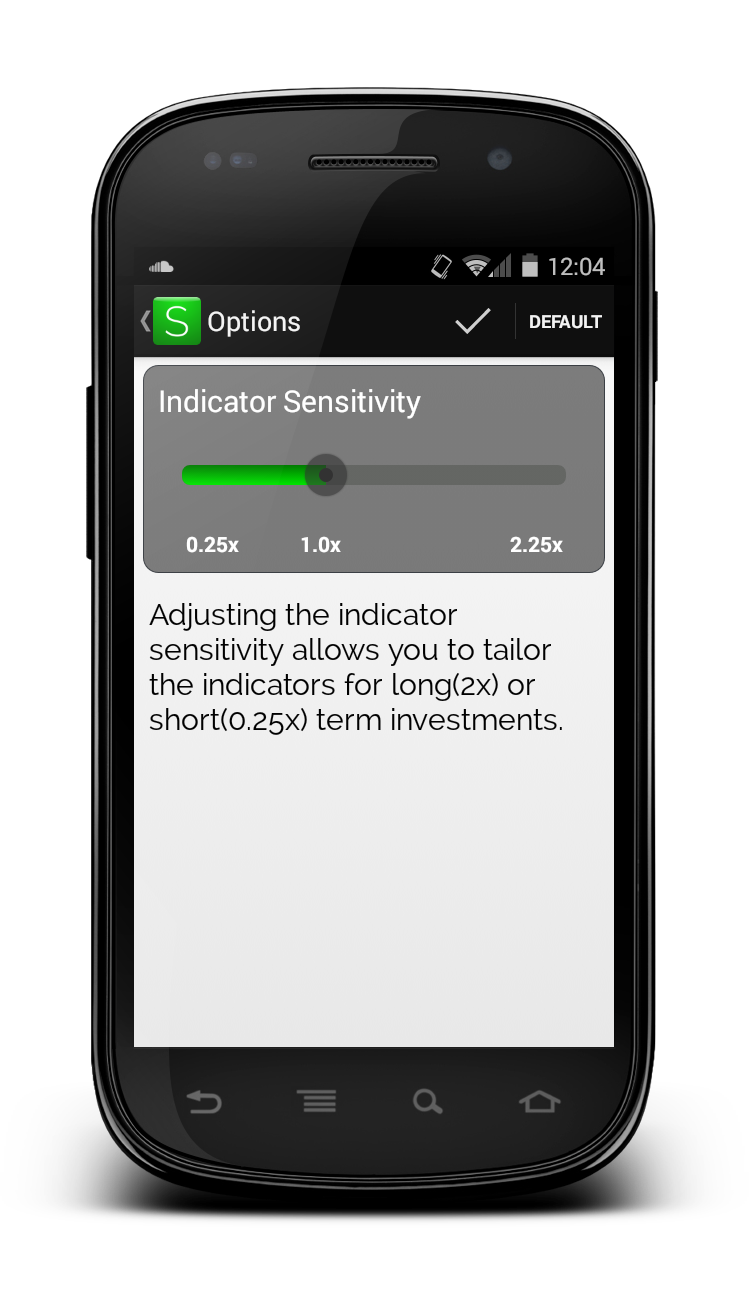 12:04
S Options DEFAULT
Indicator Sensitivity
0.25x 1.0x 2.25x
Adjusting the indicator
sensitivity allows you to tailor
the indicators for long(2x) or
short(0.25x) term investments.